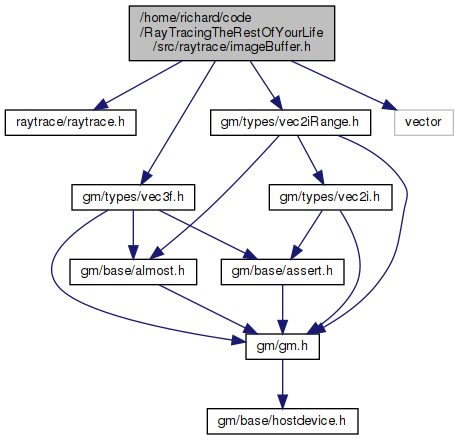 /home/richard/code
/RayTracingTheRestOfYourLife
/src/raytrace/imageBuffer.h
raytrace/raytrace.h
gm/types/vec2iRange.h
vector
gm/types/vec3f.h
gm/types/vec2i.h
gm/base/almost.h
gm/base/assert.h
gm/gm.h
gm/base/hostdevice.h